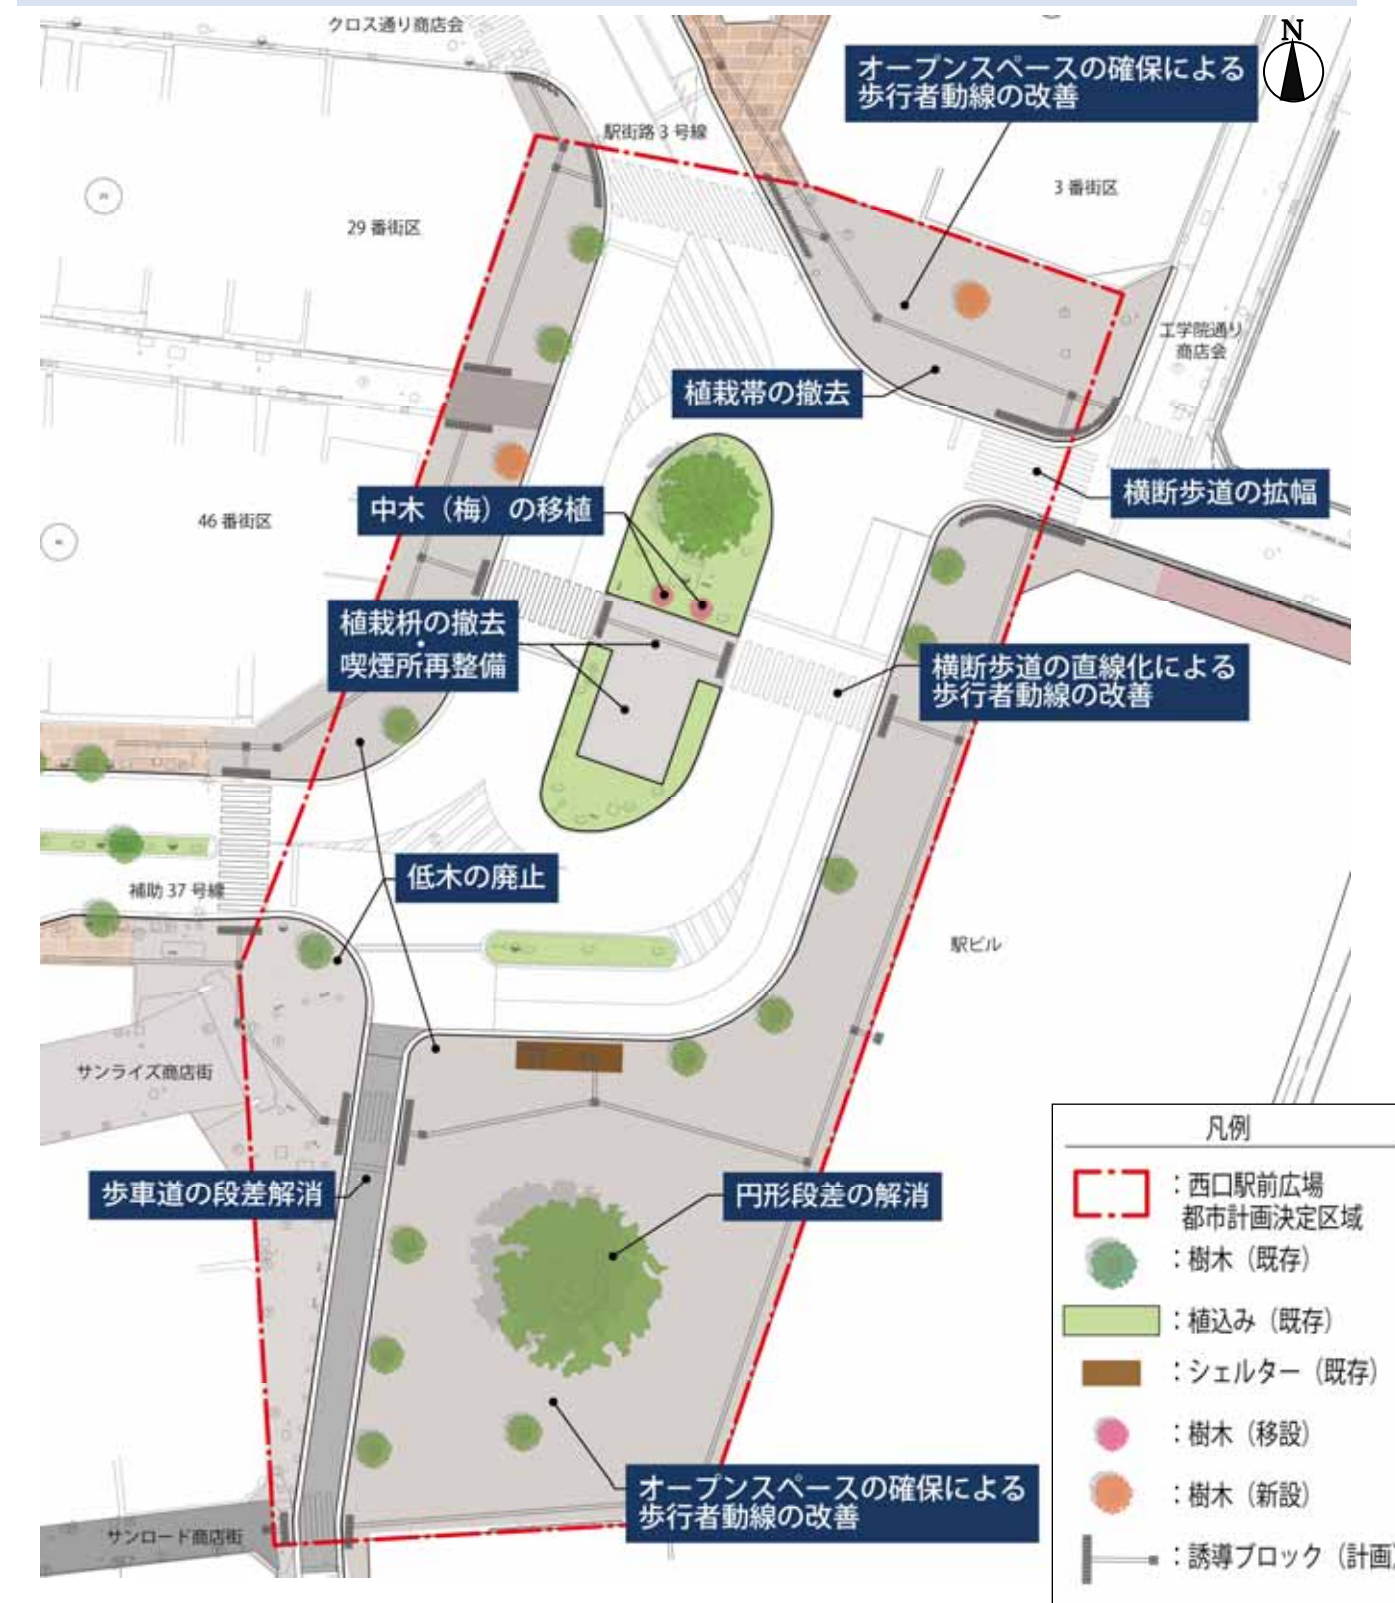 クロス通り商店会
N
オープンスペースの確保による
歩行者動線の改善
駅街路 3 号線
3 番街区
29 番街区
工学院通り
商店会
植栽帯の撤去
横断歩道の拡幅
中木（梅）の移植
46 番街区
植栽枡の撤去
・
喫煙所再整備
横断歩道の直線化による
歩行者動線の改善
低木の廃止
補助 37 号線
駅ビル
サンライズ商店街
歩車道の段差解消
円形段差の解消
オープンスペースの確保による
歩行者動線の改善
サンロード商店街
凡例
：西口駅前広場
都市計画決定区域
：樹木（既存）
：植込み（既存）
：シェルター（既存）
：樹木（移設）
：樹木（新設）
：誘導ブロック（計画）